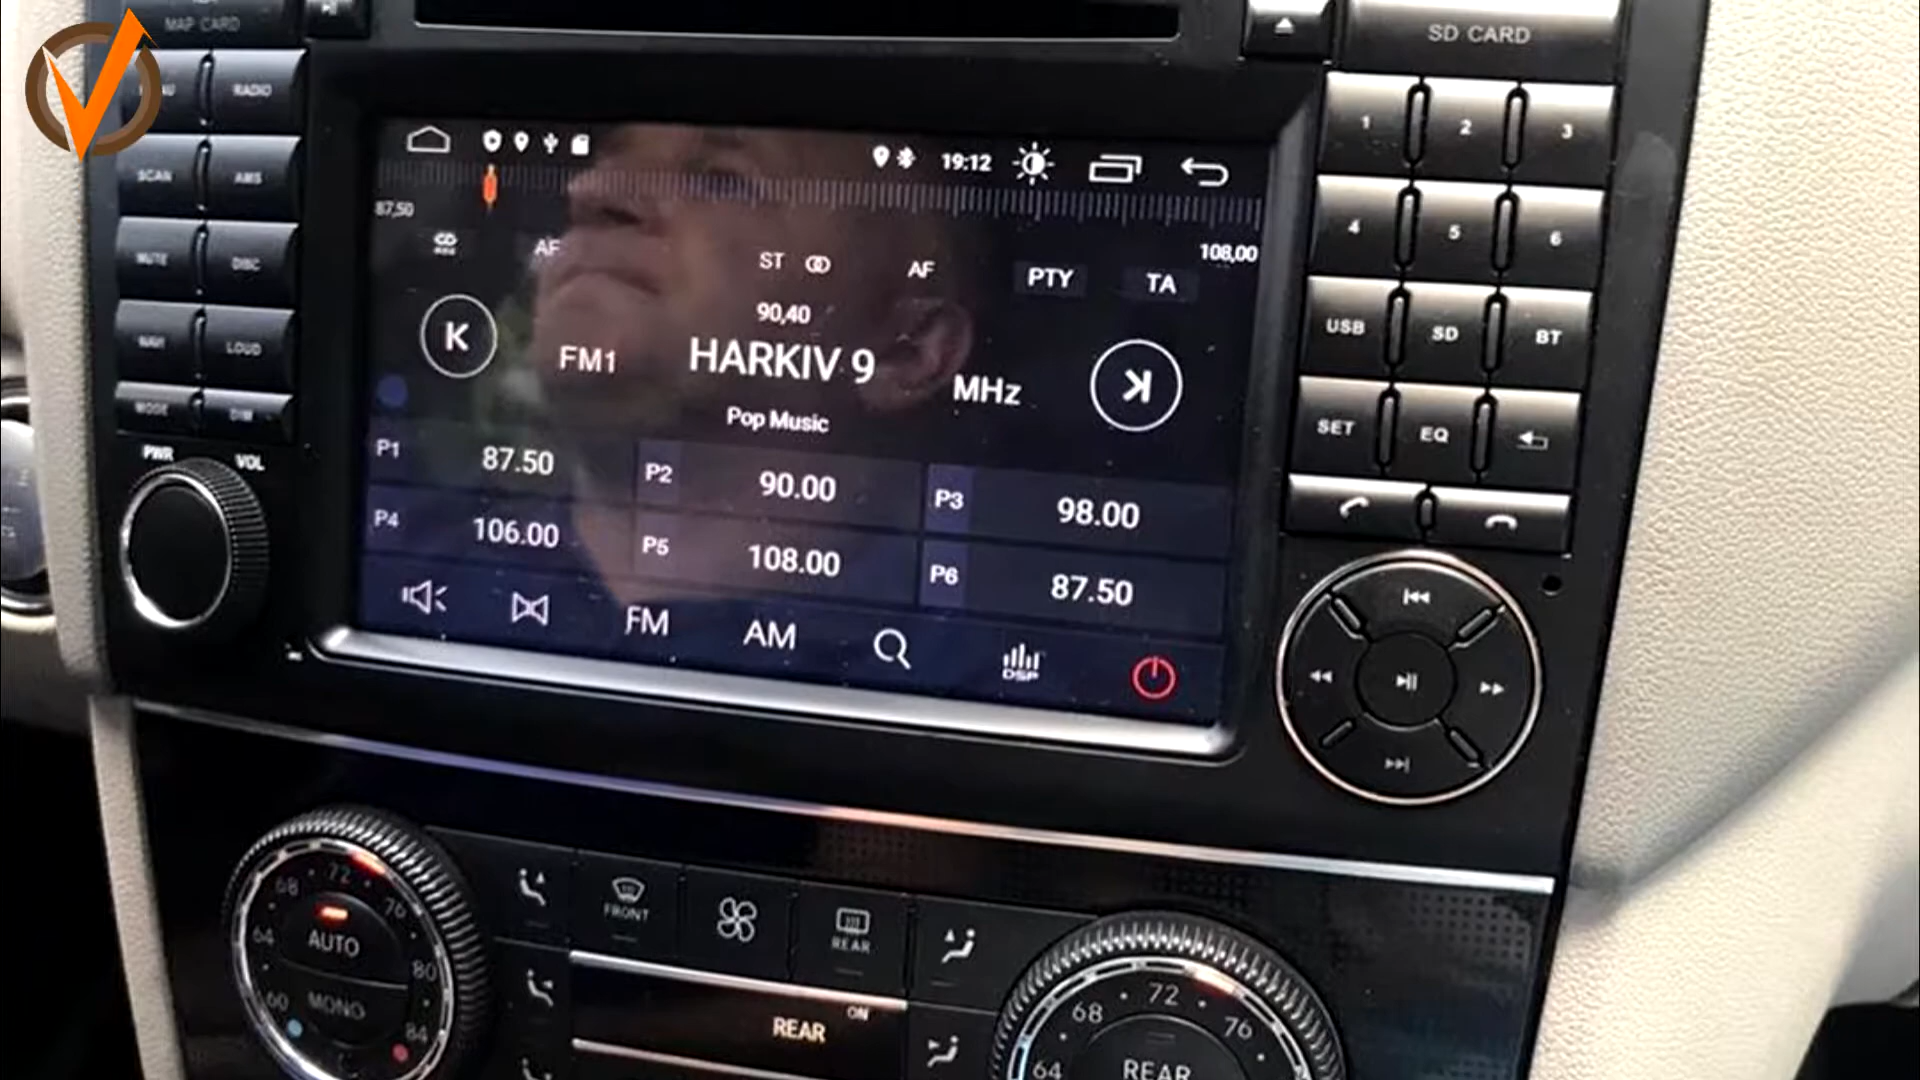 MAP CARD
SD CARD
RADIO
SCAN
AMS
MUTE
DISC
NAVI
LOUD
MODE
DIM
PWR
VOL
19:12
87,50
108,00
AF
ST
AF
PTY
TA
90,40
FM1
HARKIV 9
MHz
Pop Music
P1 87.50
P2 90.00
P3 98.00
P4 106.00
P5 108.00
P6 87.50
FM
AM
DSP
1 2 3
4 5 6
USB SD BT
SET EQ
60 64 68 72 76 80 84
AUTO
MONO
FRONT
REAR
ON
REAR
64 68 72 76
REAR